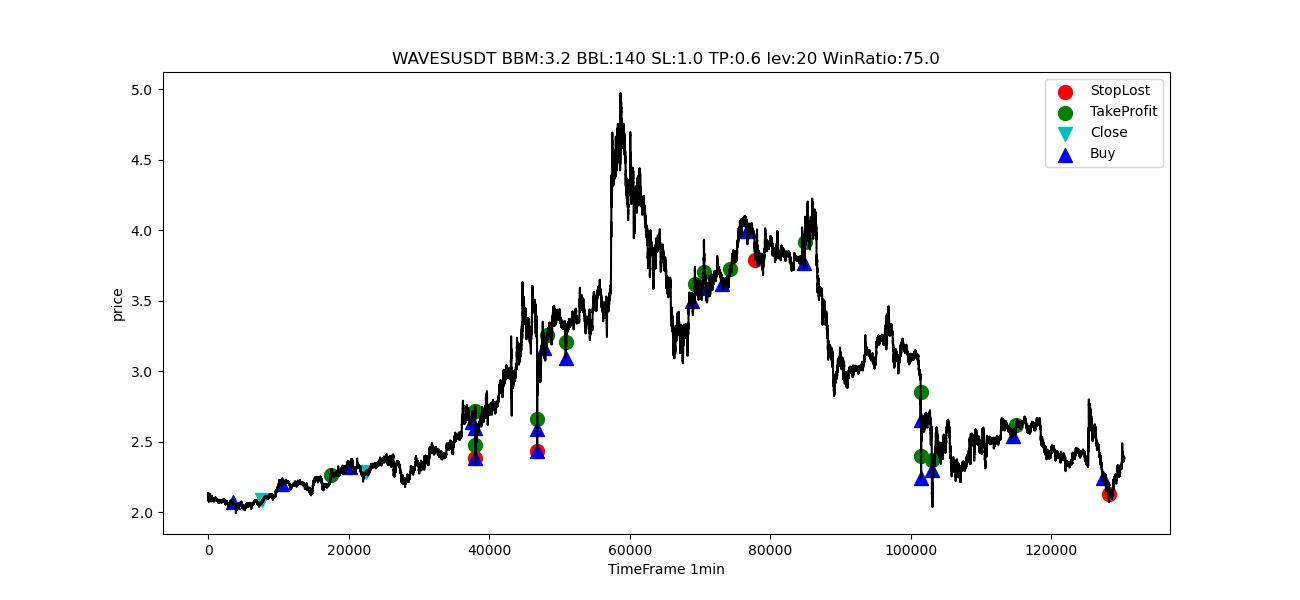 WAVESUSDT BBM:3.2 BBL:140 SL:1.0 TP:0.6 lev:20 WinRatio:75.0
StopLost
TakeProfit
Close
Buy
5.0
4.5
4.0
3.5
3.0
2.5
2.0
price
0 20000 40000 60000 80000 100000 120000
TimeFrame 1min